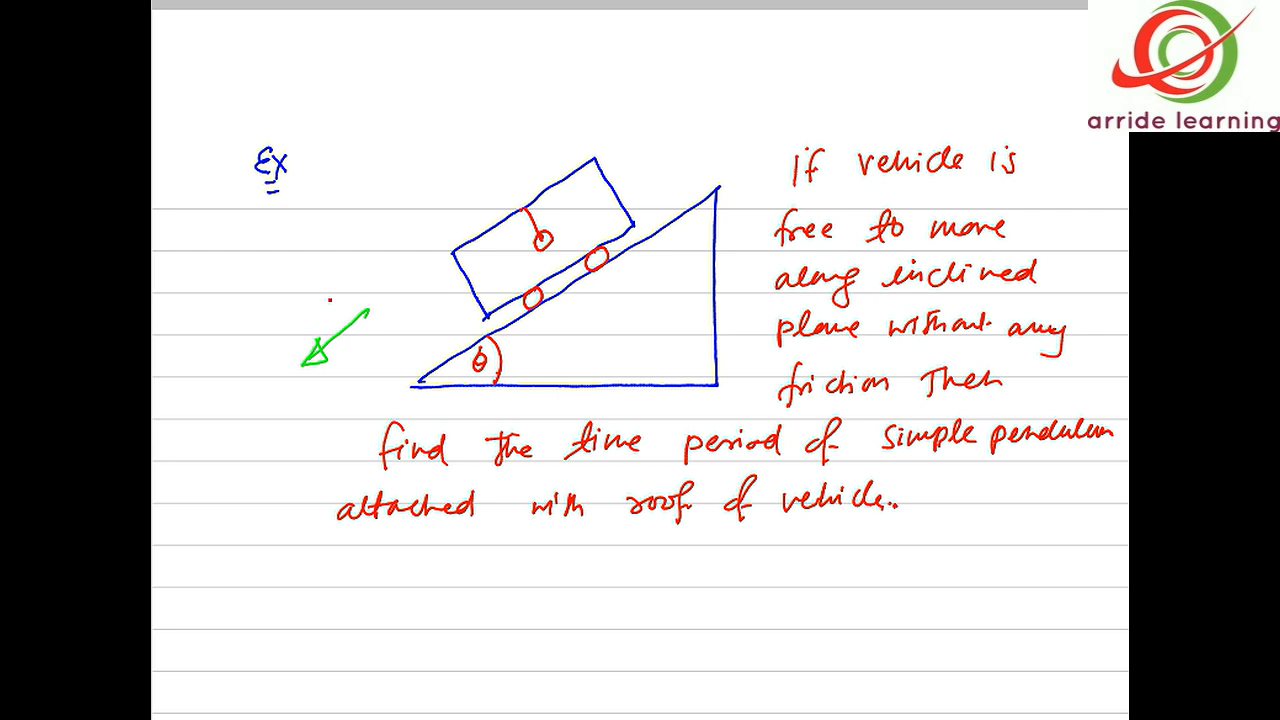 arride learning
Ex
If vehicle is
free to move
along inclined
plane without any
friction then
find the time period of simple pendulum
attached with roof of vehicle..
θ